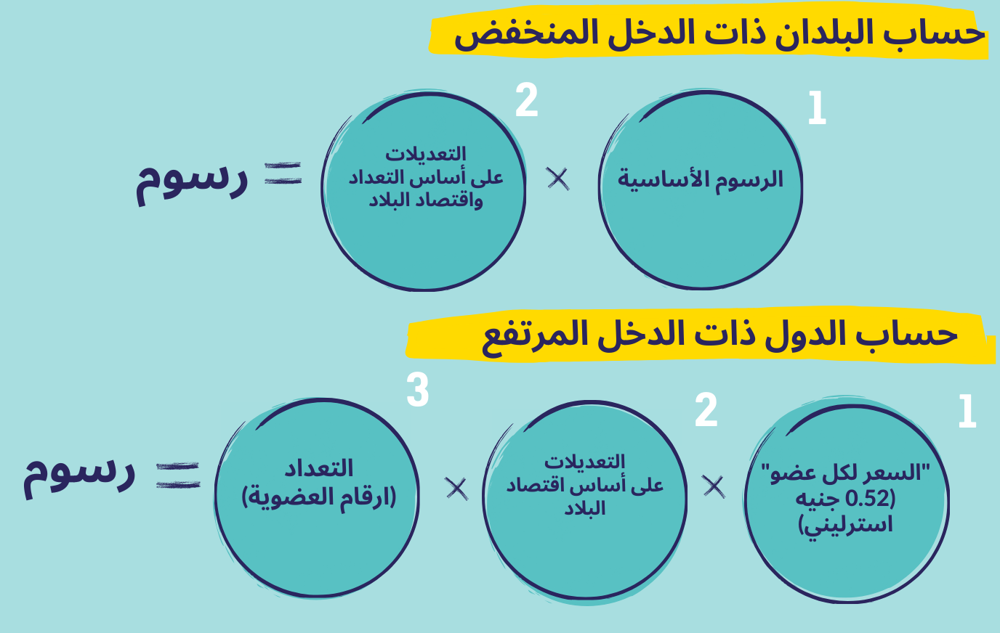 حساب البلدان ذات الدخل المنخفض
1
الرسوم الأساسية
×
2
التعديلات
على أساس التعداد
واقتصاد البلاد
= رسوم
حساب الدول ذات الدخل المرتفع
1
"السعر لكل عضو"
(0.52 جنيه
استرليني)
×
2
التعديلات
على أساس اقتصاد
البلاد
×
3
التعداد
(ارقام العضوية)
= رسوم